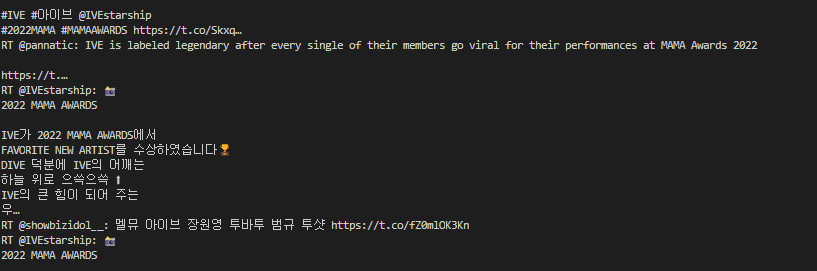 #IVE #아이브 @IVEstarship
#2022MAMA #MAMAAWARDS https://t.co/Skxq…
RT @pannatic: IVE is labeled legendary after every single of their members go viral for their performances at MAMA Awards 2022
https://t.…
RT @IVEstarship: 📸
2022 MAMA AWARDS
IVE가 2022 MAMA AWARDS에서
FAVORITE NEW ARTIST를 수상하였습니다🏆
DIVE 덕분에 IVE의 어깨는
하늘 위로 으쓱으쓱 ⬆
IVE의 큰 힘이 되어 주는
우…
RT @showbizidol__: 멜뮤 아이브 장원영 투바투 범규 투샷 https://t.co/fZ0mlOK3Kn
RT @IVEstarship: 📸
2022 MAMA AWARDS